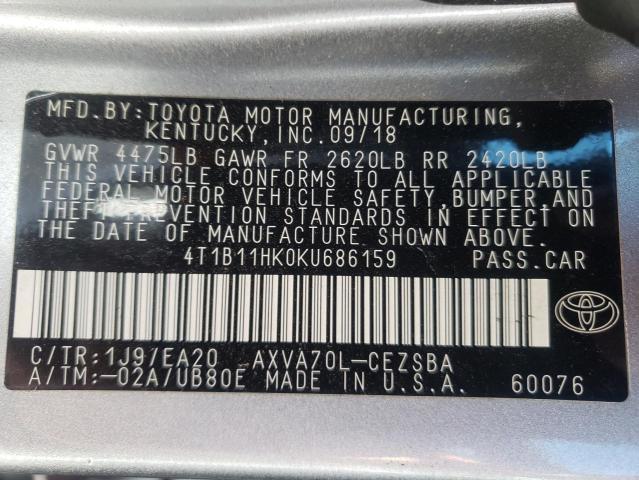 MFD.BY:TOYOTA MOTOR MANUFACTURING,
KENTUCKY,INC.09/18
GVWR 4475LB GAWR FR 2620LB RR 2420LB
THIS VEHICLE CONFORMS TO ALL APPLICABLE
FEDERAL MOTOR VEHICLE SAFETY,BUMPER,AND
THEFT PREVENTION STANDARDS IN EFFECT ON
THE DATE OF MANUFACTURE SHOWN ABOVE.
4T1B11HK0KU686159 PASS.CAR
C/TR:1J9/EA20 AXVA70L-CEZSBA
A/TM:-02A/UB80E MADE IN U.S.A. 60076